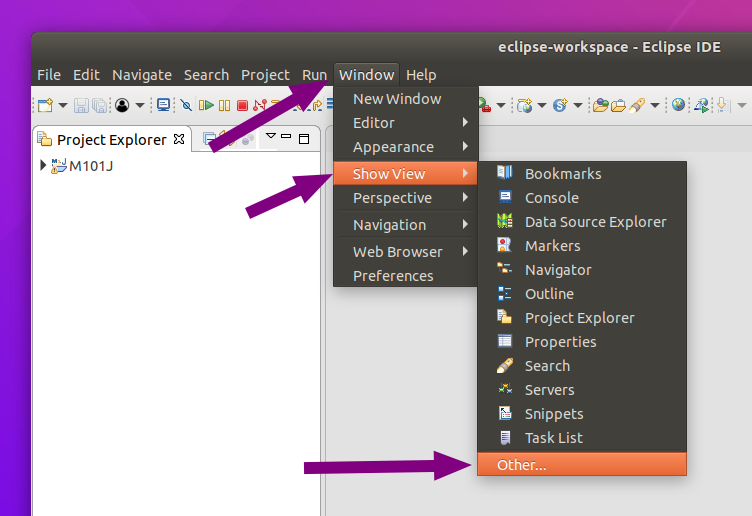 eclipse-workspace - Eclipse IDE
File Edit Navigate Search Project Run Window Help
Project Explorer
M101J
New Window
Editor
Appearance
Show View
Perspective
Navigation
Web Browser
Preferences
Bookmarks
Console
Data Source Explorer
Markers
Navigator
Outline
Project Explorer
Properties
Search
Servers
Snippets
Task List
Other...